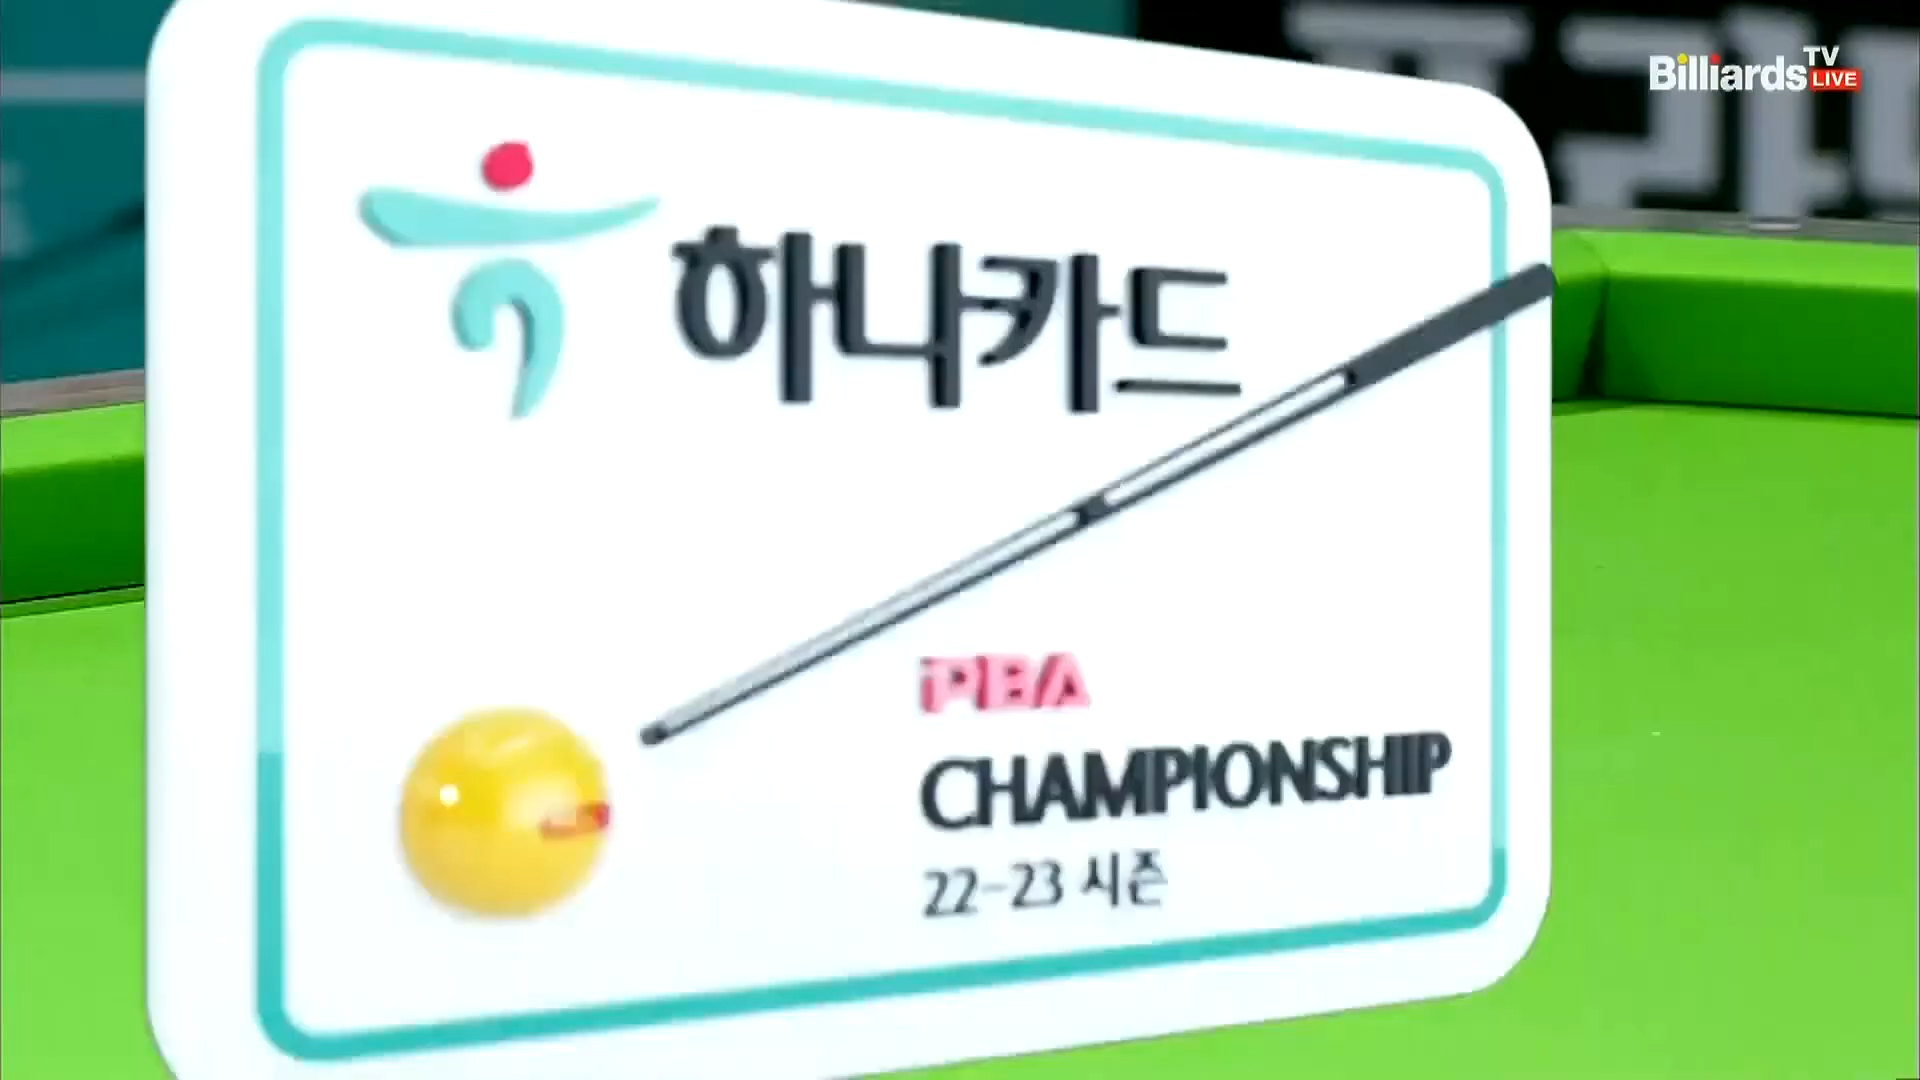 Billiards TV
LIVE
하나카드
PBA
CHAMPIONSHIP
22-23 시즌